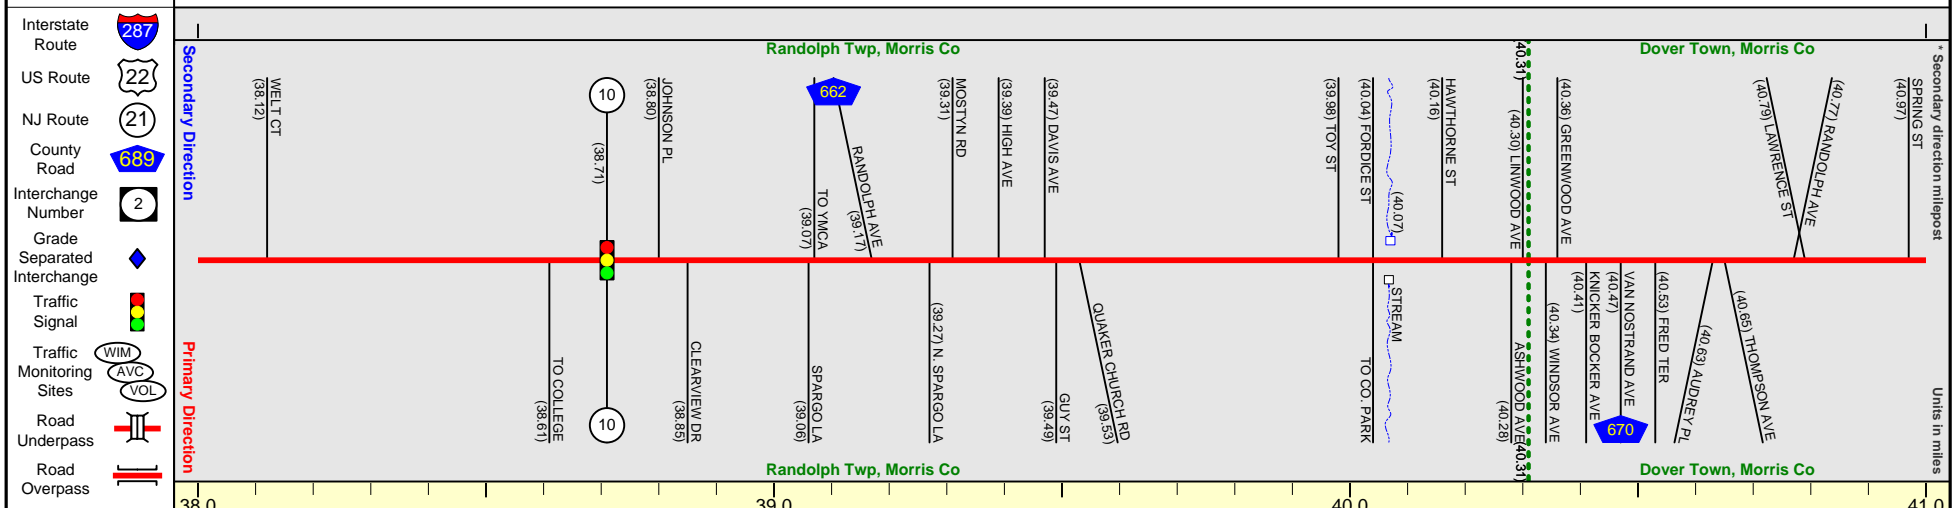 Interstate
Route
287
US Route
22
NJ Route
21
County
Road
689
Interchange
Number
2
Grade
Separated
Interchange
Traffic
Signal
Traffic
Monitoring
Sites
WIM
AVC
VOL
Road
Underpass
Road
Overpass
Secondary Direction
Primary Direction
Randolph Twp, Morris Co
Dover Town, Morris Co
WELT CT
(38.12)
10
(38.71)
JOHNSON PL
(38.80)
662
TO YMCA
(39.07)
RANDOLPH AVE
(39.17)
MOSTYN RD
(39.31)
(39.39) HIGH AVE
(39.47) DAVIS AVE
(39.98) TOY ST
(40.04) FORDICE ST
(40.07)
HAWTHORNE ST
(40.16)
(40.31)
(40.30) LINWOOD AVE
(40.36) GREENWOOD AVE
(40.79) LAWRENCE ST
(40.77) RANDOLPH AVE
SPRING ST
(40.97)
* Secondary direction milepost
TO COLLEGE
(38.61)
10
CLEARVIEW DR
(38.85)
SPARGO LA
(39.06)
(39.27) N. SPARGO LA
GUY ST
(39.49)
QUAKER CHURCH RD
(39.53)
TO CO. PARK
STREAM
ASHWOOD AVE
(40.28)
(40.31)
(40.34) WINDSOR AVE
KNICKER BOCKER AVE
(40.41)
VAN NOSTRAND AVE
(40.47)
670
(40.53) FRED TER
(40.63) AUDREY PL
(40.65) THOMPSON AVE
Units in miles
Randolph Twp, Morris Co
Dover Town, Morris Co
38.0
39.0
40.0
41.0